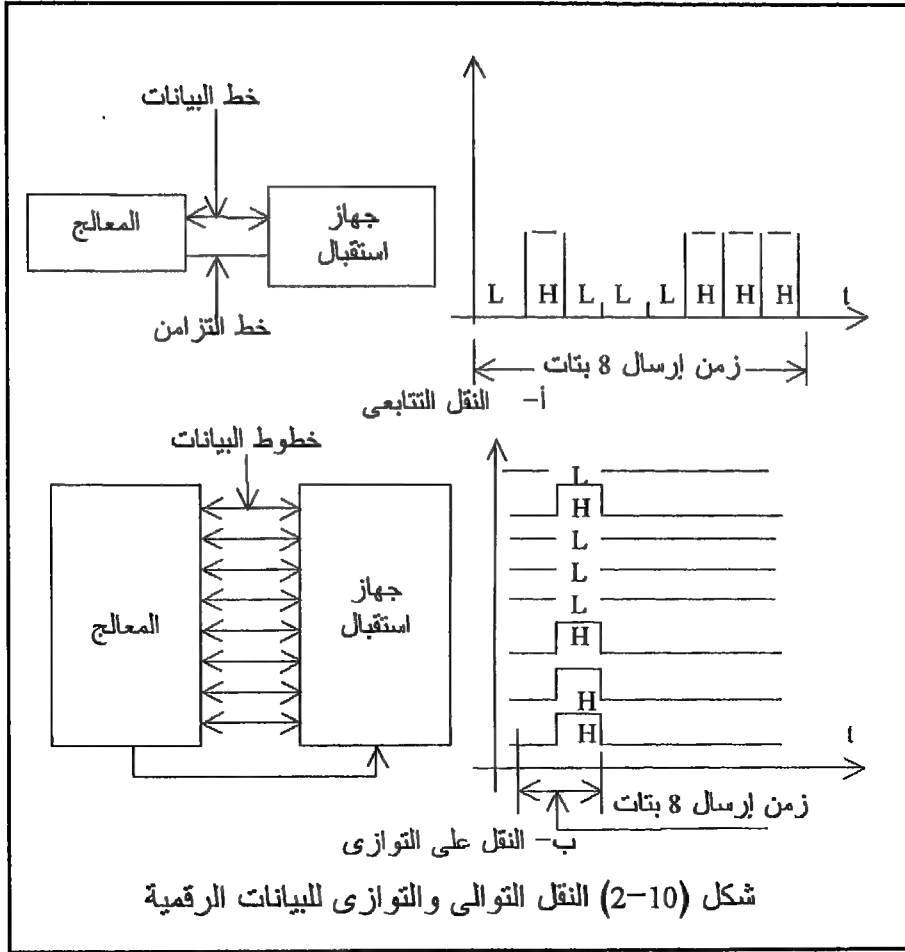 خط البيانات
المعالج
جهاز
استقبال
خط التزامن
L H L L L H H H t
زمن إرسال 8 بتات
أ- النقل التتابعى
خطوط البيانات
المعالج
جهاز
استقبال
L
H
L
L
L
H
H
H
t
زمن إرسال 8 بتات
ب- النقل على التوازى
شكل (10-2) النقل التوالى والتوازى للبيانات الرقمية